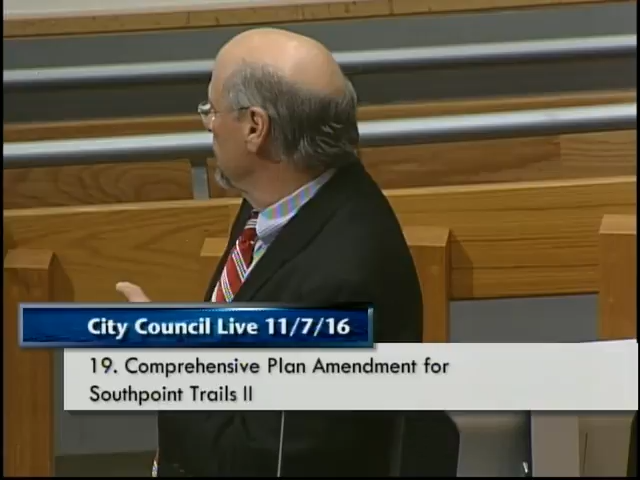 City Council Live 11/7/16
19. Comprehensive Plan Amendment for
Southpoint Trails II